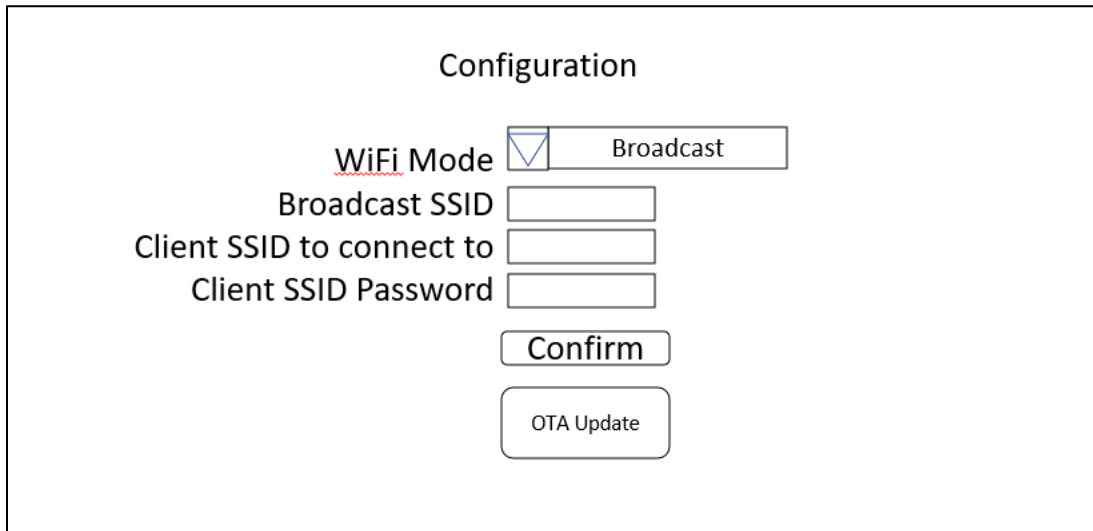 Configuration
WiFi Mode Broadcast
Broadcast SSID
Client SSID to connect to
Client SSID Password
Confirm
OTA Update